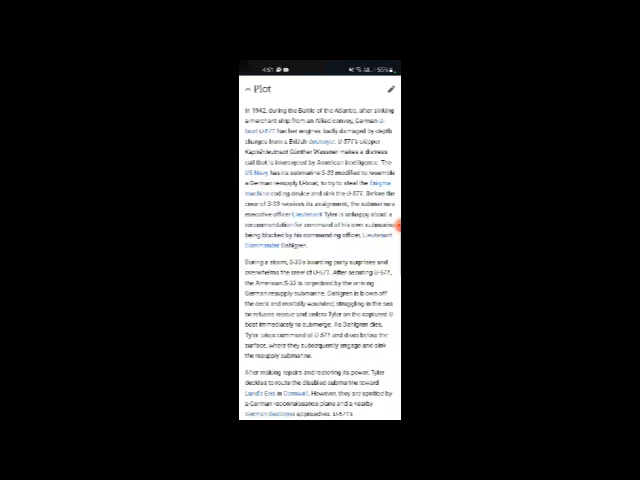 4:51
55%
Plot
In 1942, during the Battle of the Atlantic, after sinking
a merchant ship from an Allied convoy, German U-
boat U-571 has her engines badly damaged by depth
charges from a British destroyer. U-571's skipper
Kapitänleutnant Günther Wassner makes a distress
call that is intercepted by American intelligence. The
US Navy has its submarine S-33 modified to resemble
a German resupply U-boat, to try to steal the Enigma
machine coding device and sink the U-571. Before the
crew of S-33 receives its assignment, the submarine's
executive officer Lieutenant Tyler is unhappy about a
recommendation for command of his own submarine
being blocked by his commanding officer, Lieutenant
Commander Dahlgren.
During a storm, S-33's boarding party surprises and
overwhelms the crew of U-571. After securing U-571,
the American S-33 is torpedoed by the arriving
German resupply submarine. Dahlgren is blown off
the deck and mortally wounded; struggling in the sea
he refuses rescue and orders Tyler on the captured U-
boat immediately to submerge. As Dahlgren dies,
Tyler takes command of U-571 and dives below the
surface, where they subsequently engage and sink
the resupply submarine.
After making repairs and restoring its power, Tyler
decides to route the disabled submarine toward
Land's End in Cornwall. However, they are spotted by
a German reconnaissance plane and a nearby
German destroyer approaches. U-571's